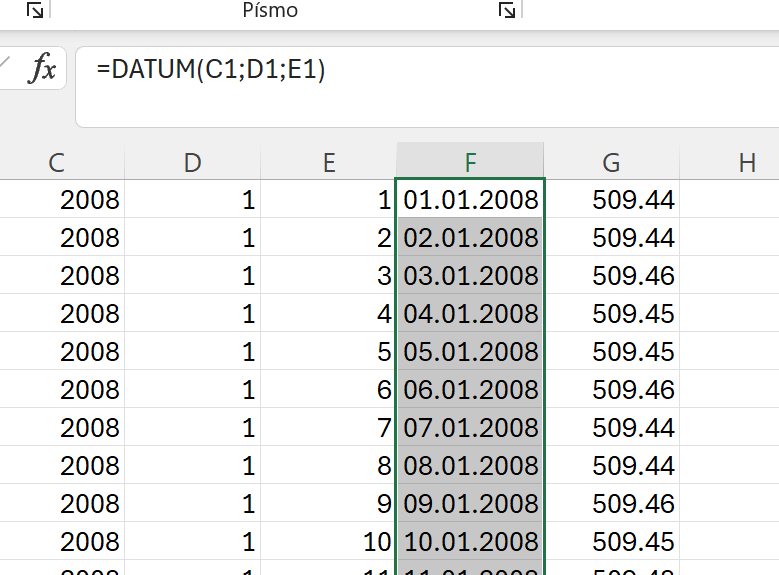 Písmo
fx =DATUM(C1;D1;E1)
C D E F G H
2008 1 1 01.01.2008 509.44
2008 1 2 02.01.2008 509.44
2008 1 3 03.01.2008 509.46
2008 1 4 04.01.2008 509.45
2008 1 5 05.01.2008 509.45
2008 1 6 06.01.2008 509.46
2008 1 7 07.01.2008 509.44
2008 1 8 08.01.2008 509.44
2008 1 9 09.01.2008 509.46
2008 1 10 10.01.2008 509.45